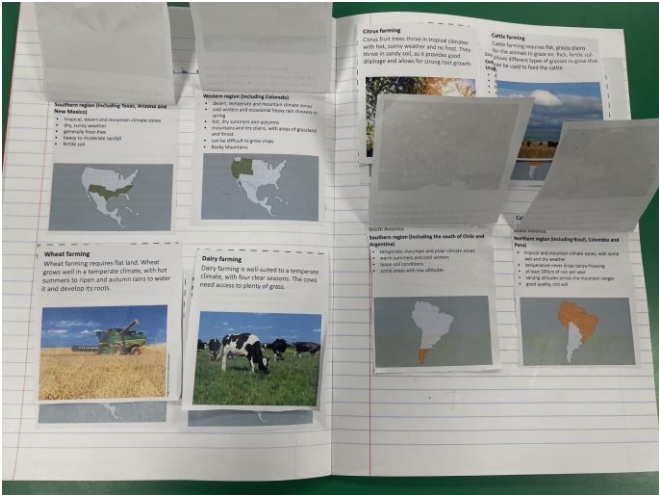 Southern region (including Texas, Arizona and
New Mexico)
tropical, desert and mountain climate zones
dry, sunny weather
generally frost-free
heavy to moderate rainfall
fertile soil
Western region (including Colorado)
desert, temperate and mountain climate zones
cold winters and occasional heavy rain showers in
spring
hot, dry summers and autumns
mountains and dry plains, with areas of grassland
and forest
can be difficult to grow crops
Rocky Mountains
Wheat farming
Wheat farming requires flat land. Wheat
grows well in a temperate climate, with hot
summers to ripen and autumn rains to water
it and develop its roots.
Dairy farming
Dairy farming is well-suited to a temperate
climate, with four clear seasons. The cows
need access to plenty of grass.
Citrus farming
Citrus fruit trees thrive in tropical climates
with hot, sunny weather and no frost. They
thrive in sandy soil, as it provides good
drainage and allows for strong root growth.
Cattle farming
Cattle farming requires flat, grassy plains
for the animals to graze on. Rich, fertile soil
allows different types of grasses to grow that
can be used to feed the cattle.
South America
Southern region (including the south of Chile and
Argentina)
temperate, mountain and polar climate zones
warm summers and cool winters
loose soil conditions
some areas with low altitudes
South America
Northern region (including Brazil, Colombia and
Peru)
tropical and mountain climate zones, with some
wet and dry weather
temperature never drops below freezing
at least 200cm of rain per year
varying altitudes across the mountain ranges
good quality, rich soil